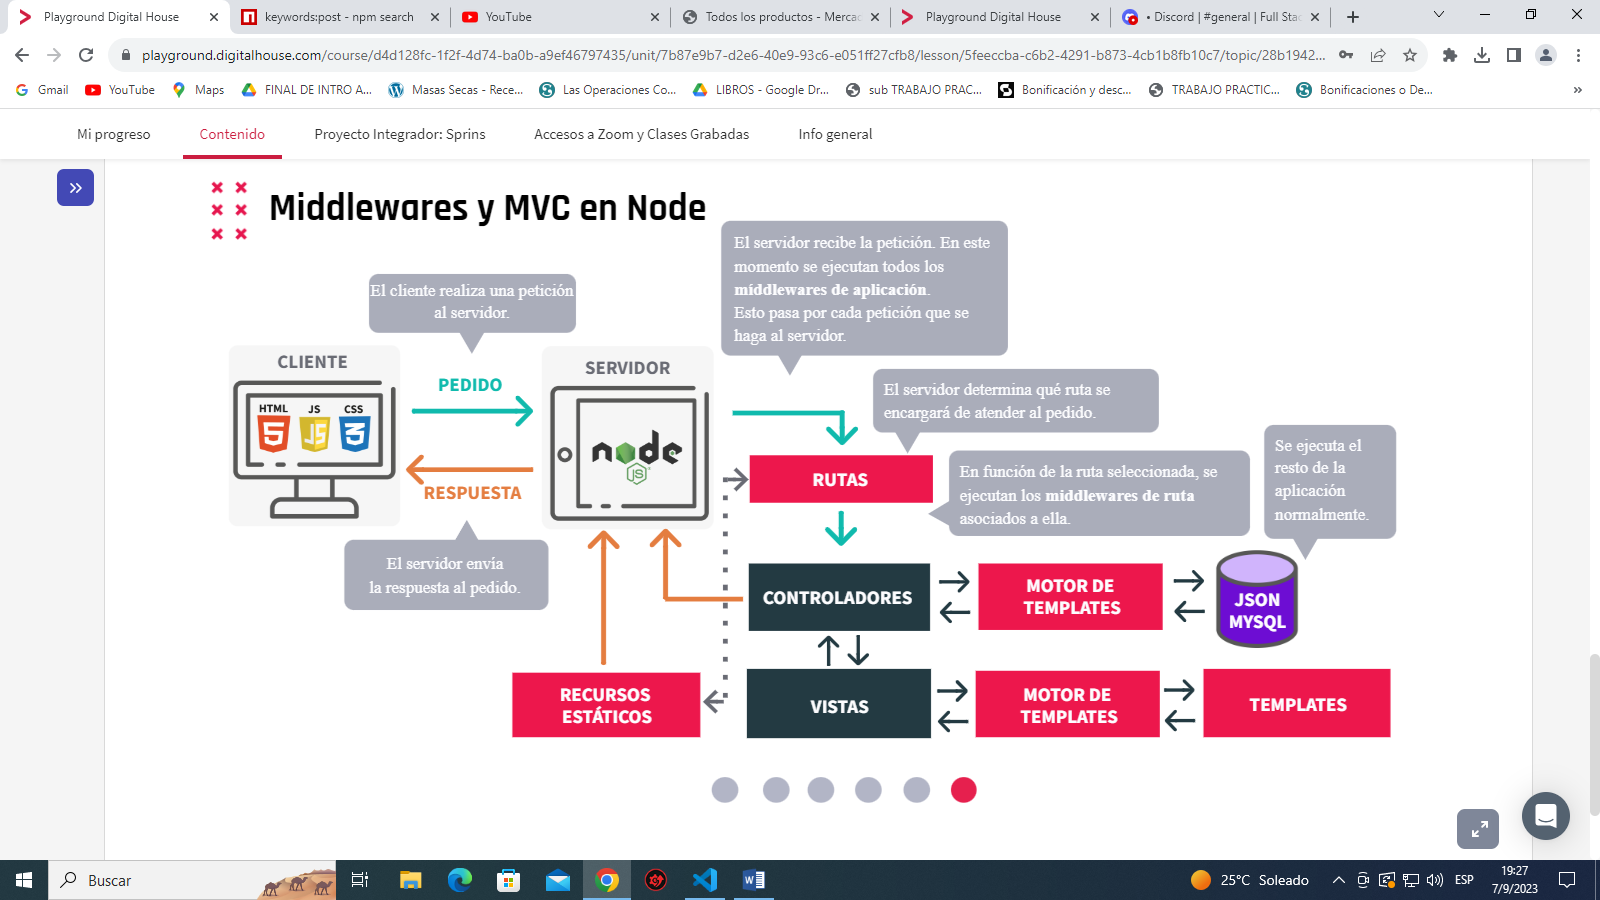 Playground Digital House
keywords:post - npm search
YouTube
Todos los productos - Merca
Playground Digital House
• Discord | #general | Full Sta
playground.digitalhouse.com/course/d4d128fc-1f2f-4d74-ba0b-a9ef46797435/unit/7b87e9b7-d2e6-40e9-93c6-e051ff27cfb8/lesson/5feeccba-c6b2-4291-b873-4cb1b8fb10c7/topic/28b1942...
Gmail
YouTube
Maps
FINAL DE INTRO A...
Masas Secas - Rece...
Las Operaciones Co...
LIBROS - Google Dr...
sub TRABAJO PRAC...
Bonificación y desc...
TRABAJO PRACTIC...
Bonificaciones o De...
»
Mi progreso
Contenido
Proyecto Integrador: Sprins
Accesos a Zoom y Clases Grabadas
Info general
Middlewares y MVC en Node
El servidor recibe la petición. En este
momento se ejecutan todos los
middlewares de aplicación.
Esto pasa por cada petición que se
haga al servidor.
El cliente realiza una petición
al servidor.
CLIENTE
HTML
JS
CSS
5
JS
3
PEDIDO
RESPUESTA
SERVIDOR
node
JS
El servidor determina qué ruta se
encargará de atender al pedido.
RUTAS
En función de la ruta seleccionada, se
ejecutan los middlewares de ruta
asociados a ella.
Se ejecuta el
resto de la
aplicación
normalmente.
El servidor envía
la respuesta al pedido.
CONTROLADORES
MOTOR DE
TEMPLATES
JSON
MYSQL
RECURSOS
ESTÁTICOS
VISTAS
MOTOR DE
TEMPLATES
TEMPLATES
Buscar
25°C Soleado
ESP
19:27
7/9/2023